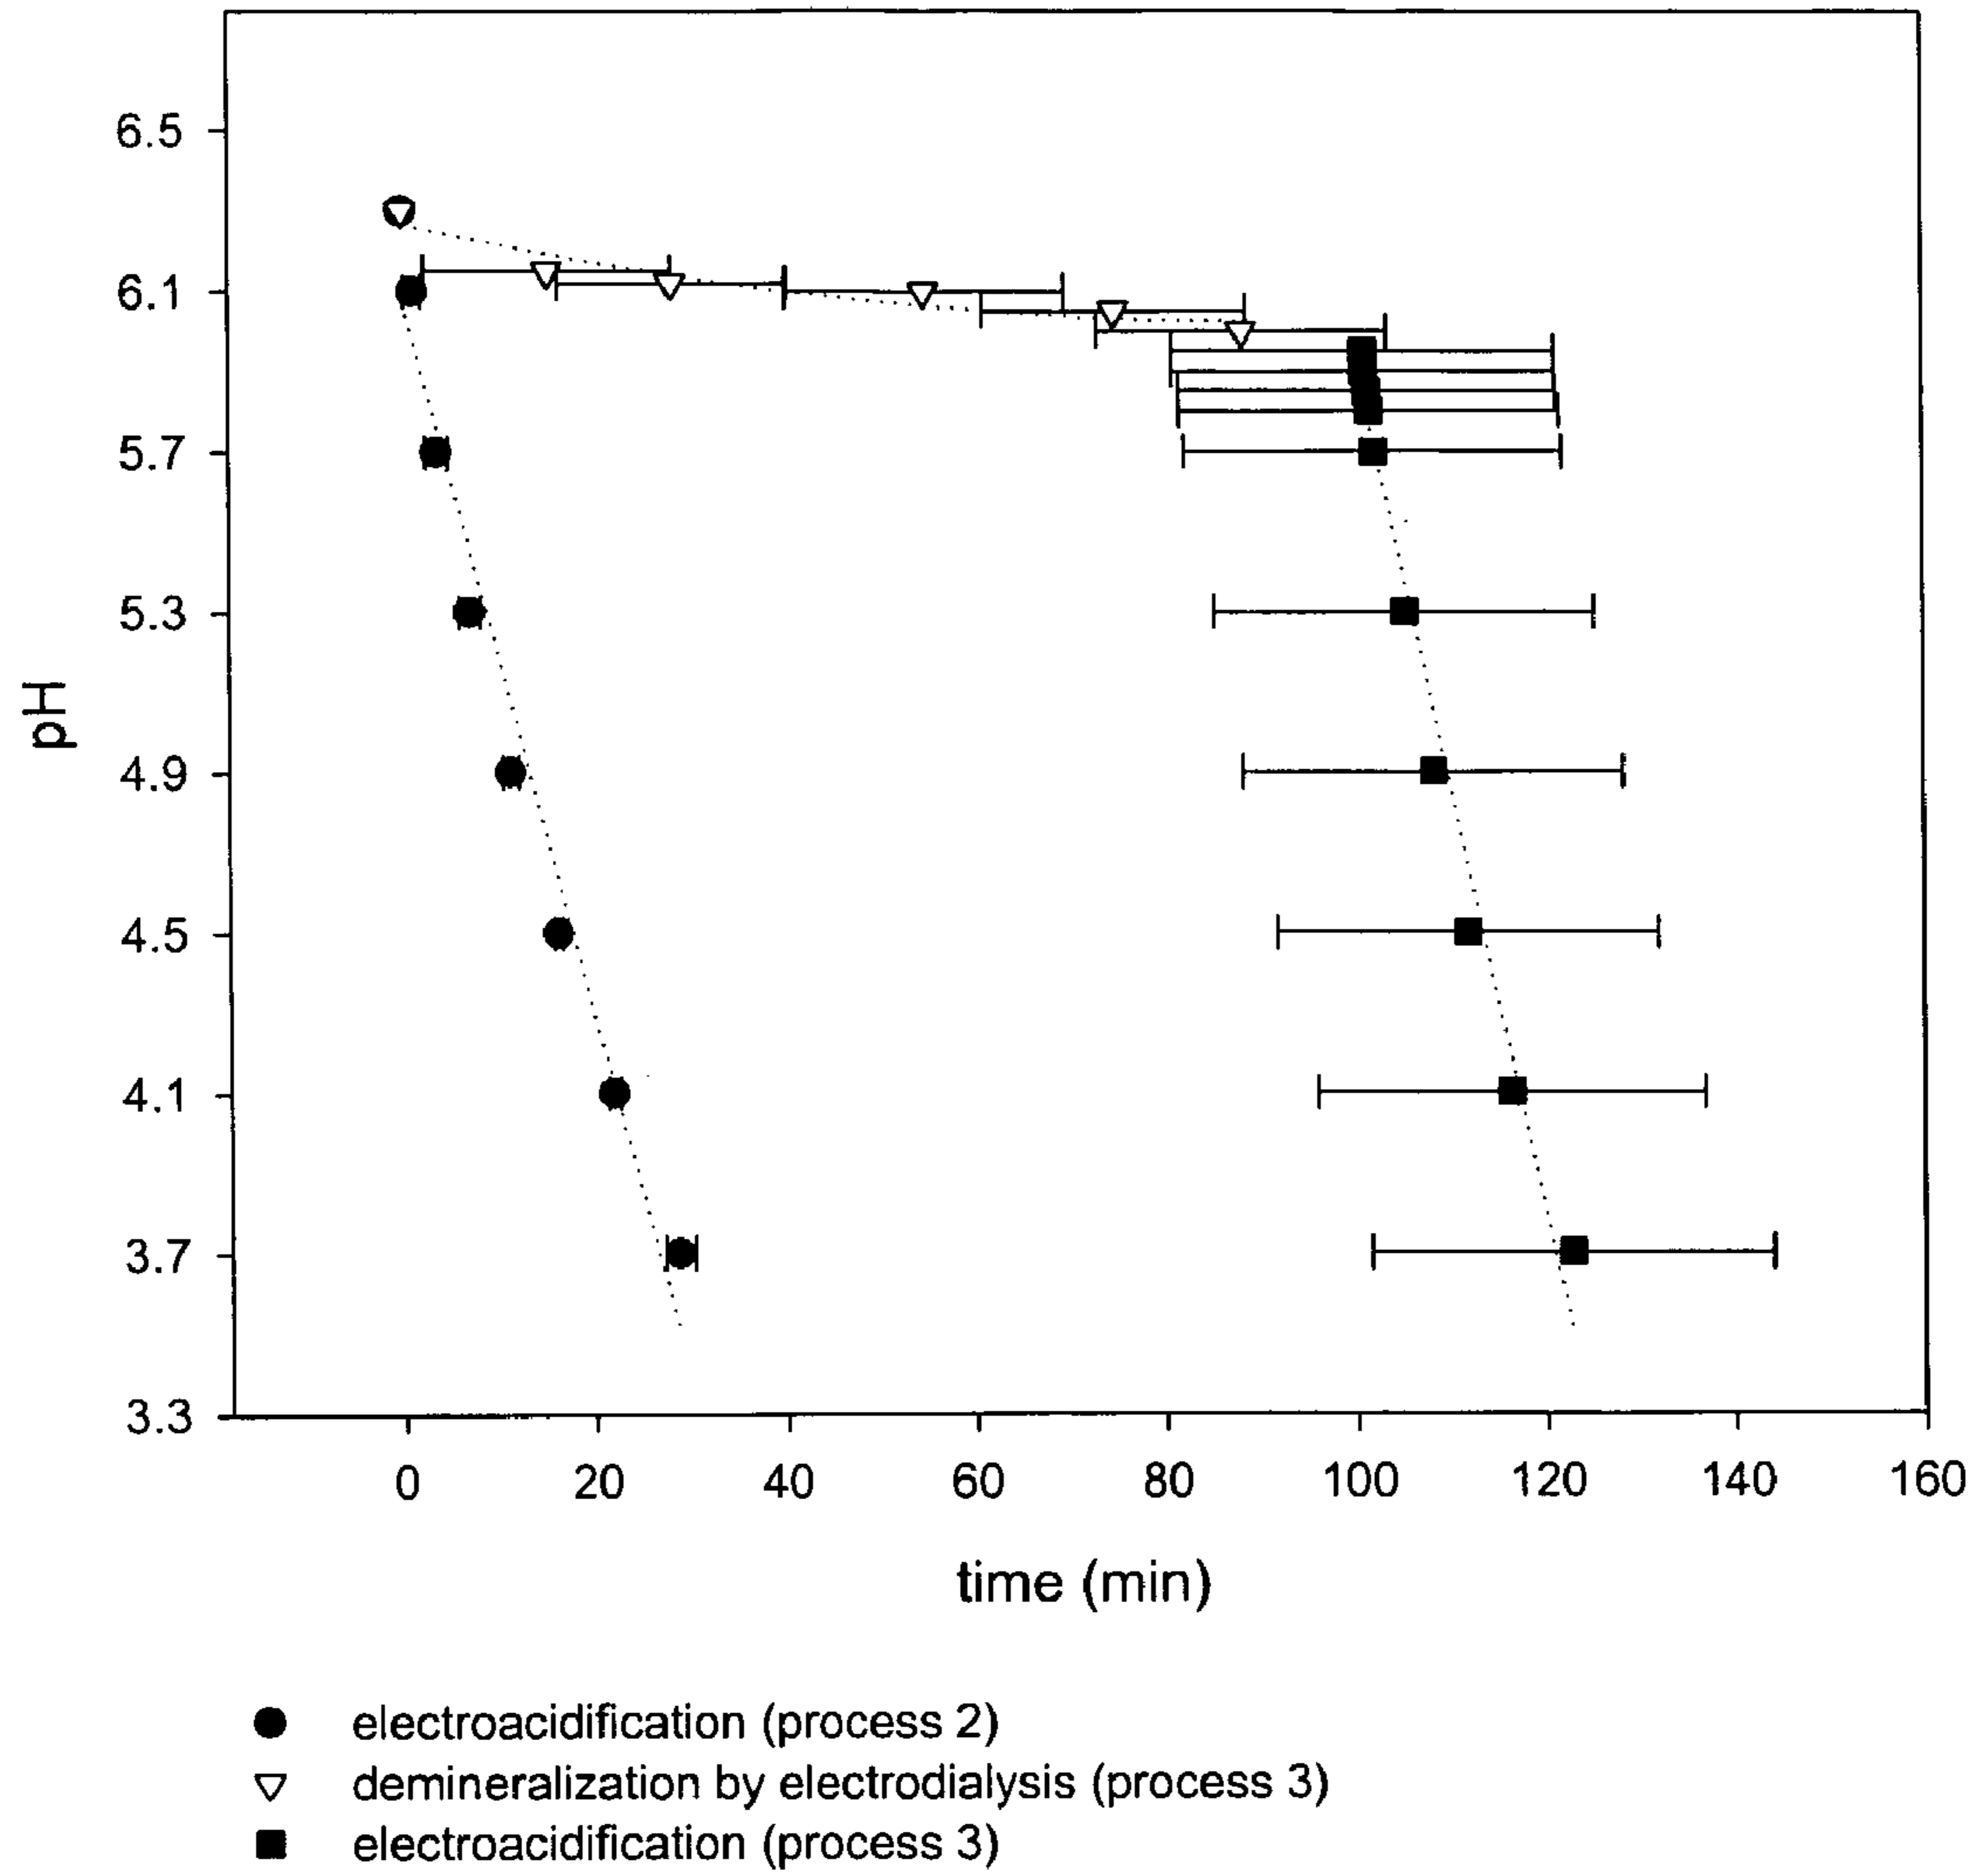 6.5
6.1
5.7
5.3
4.9
4.5
4.1
3.7
3.3
pH
0 20 40 60 80 100 120 140 160
time (min)
electroacidification (process 2)
demineralization by electrodialysis (process 3)
electroacidification (process 3)